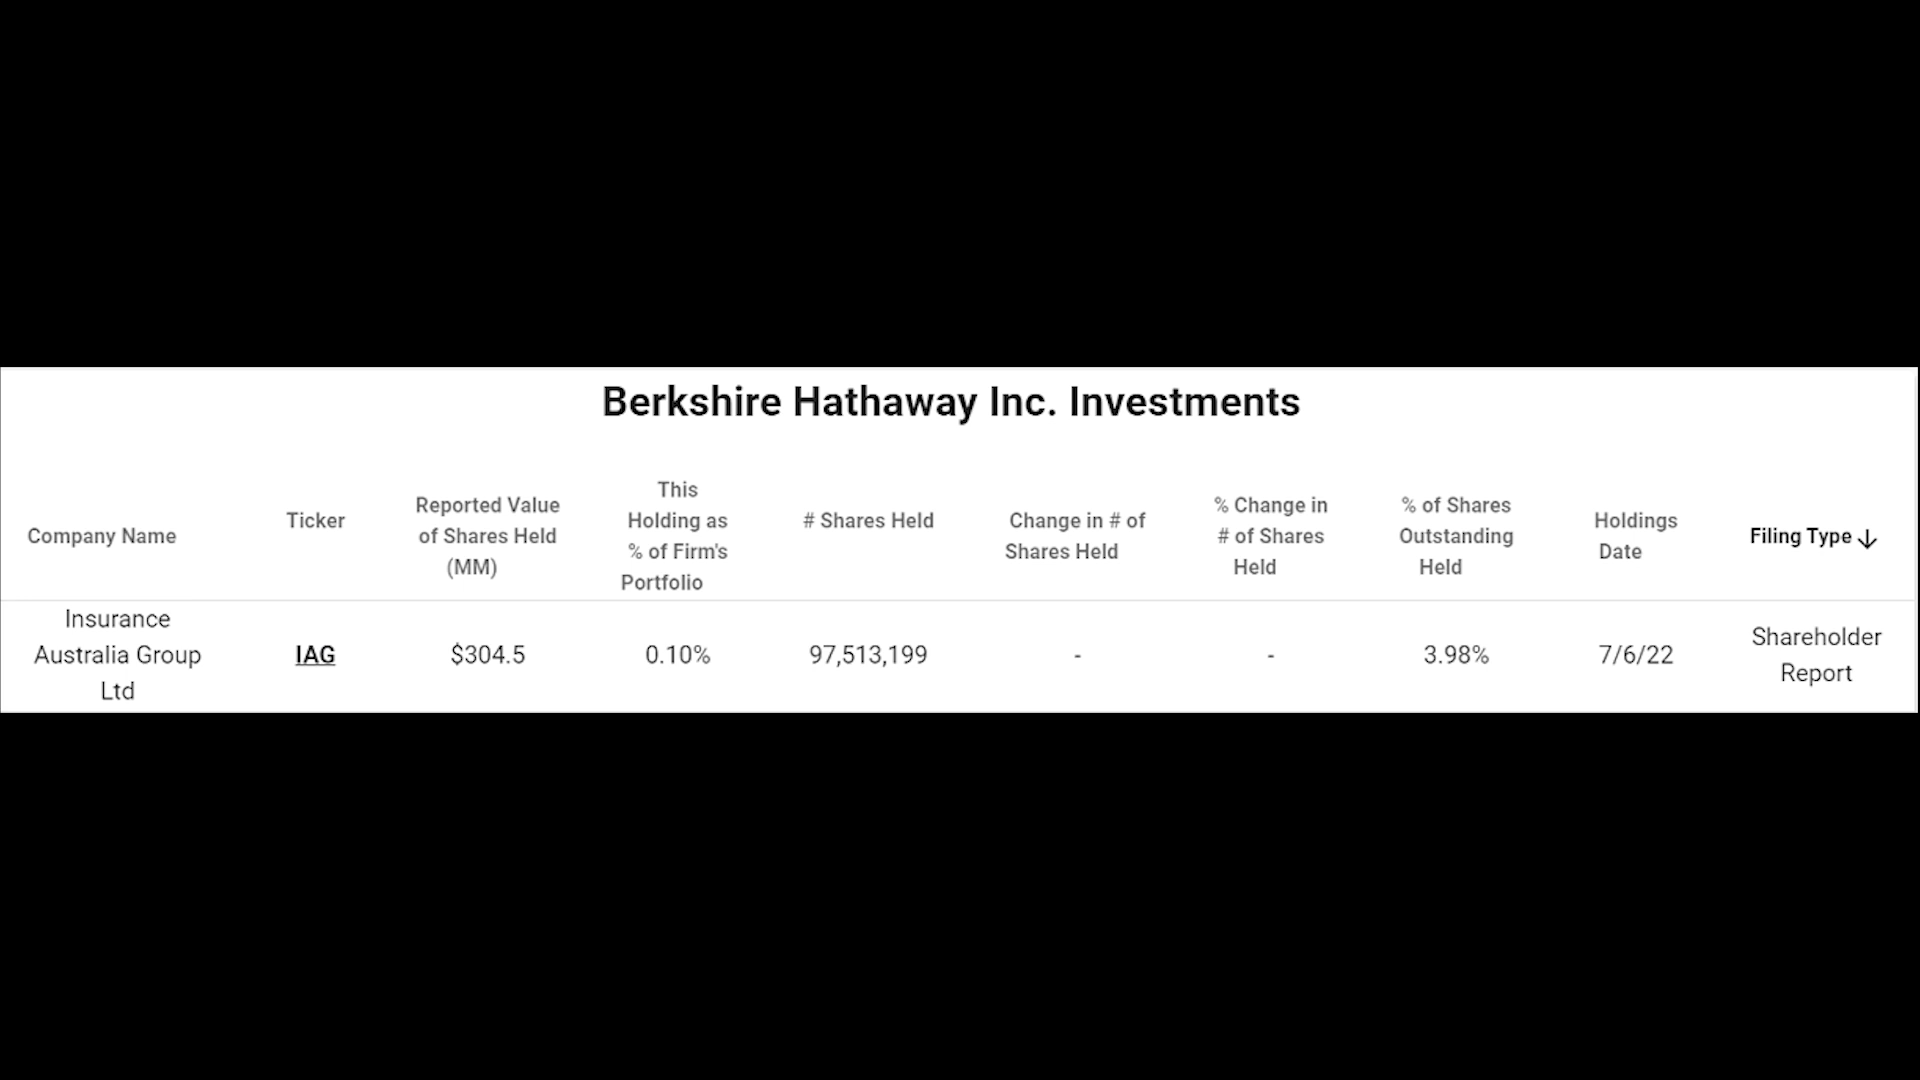 Berkshire Hathaway Inc. Investments
Company Name
Ticker
Reported Value
of Shares Held
(MM)
This
Holding as
% of Firm's
Portfolio
# Shares Held
Change in # of
Shares Held
% Change in
# of Shares
Held
% of Shares
Outstanding
Held
Holdings
Date
Filing Type ↓
Insurance
Australia Group
Ltd
IAG
$304.5
0.10%
97,513,199
-
-
3.98%
7/6/22
Shareholder
Report